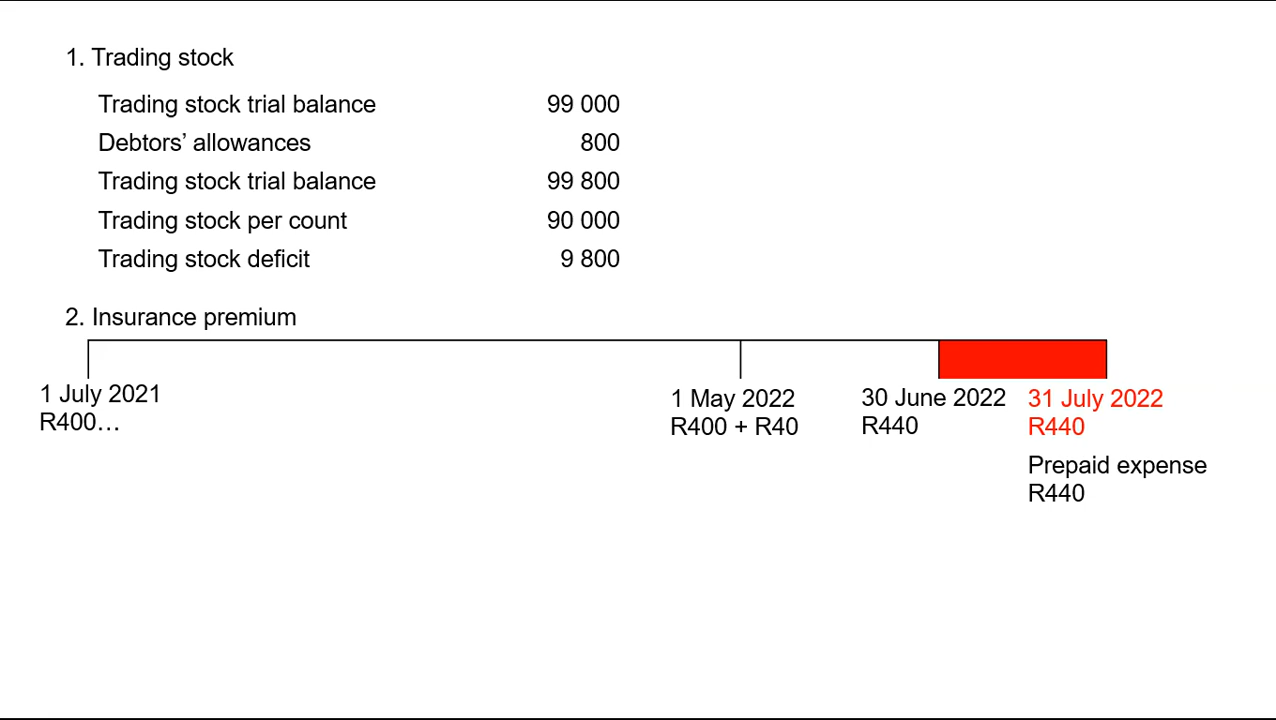 1. Trading stock
Trading stock trial balance 99 000
Debtors’ allowances 800
Trading stock trial balance 99 800
Trading stock per count 90 000
Trading stock deficit 9 800
2. Insurance premium
1 July 2021
R400…
1 May 2022
R400 + R40
30 June 2022
R440
31 July 2022
R440
Prepaid expense
R440